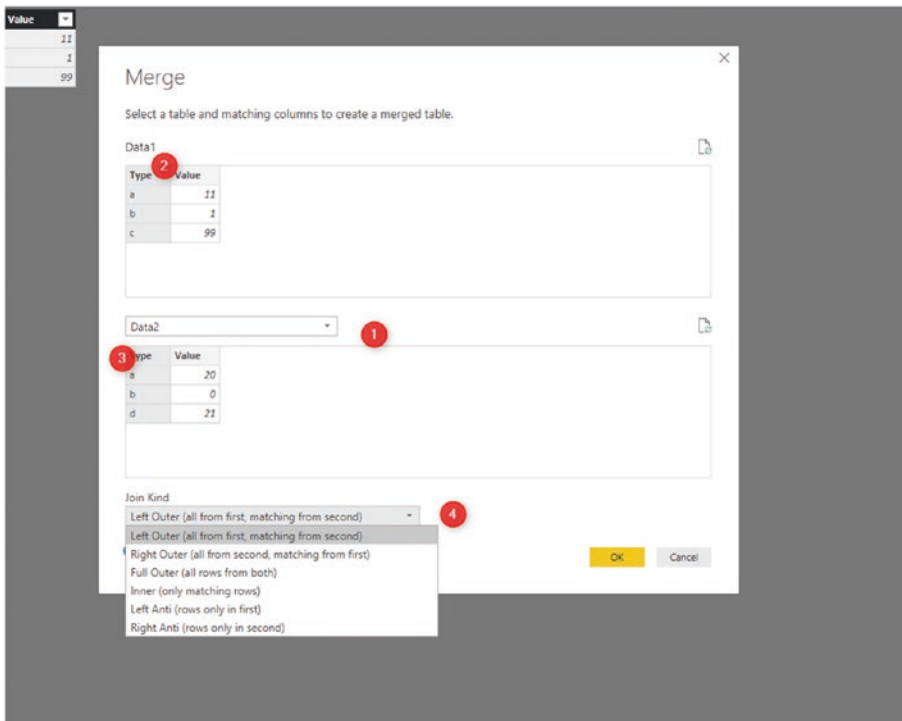 Value
11
1
99
Merge
Select a table and matching columns to create a merged table.
Data1
2
Type Value
a 11
b 1
c 99
Data2
1
3
Type Value
a 20
b 0
d 21
Join Kind
Left Outer (all from first, matching from second)
4
Left Outer (all from first, matching from second)
Right Outer (all from second, matching from first)
Full Outer (all rows from both)
Inner (only matching rows)
Left Anti (rows only in first)
Right Anti (rows only in second)
OK Cancel